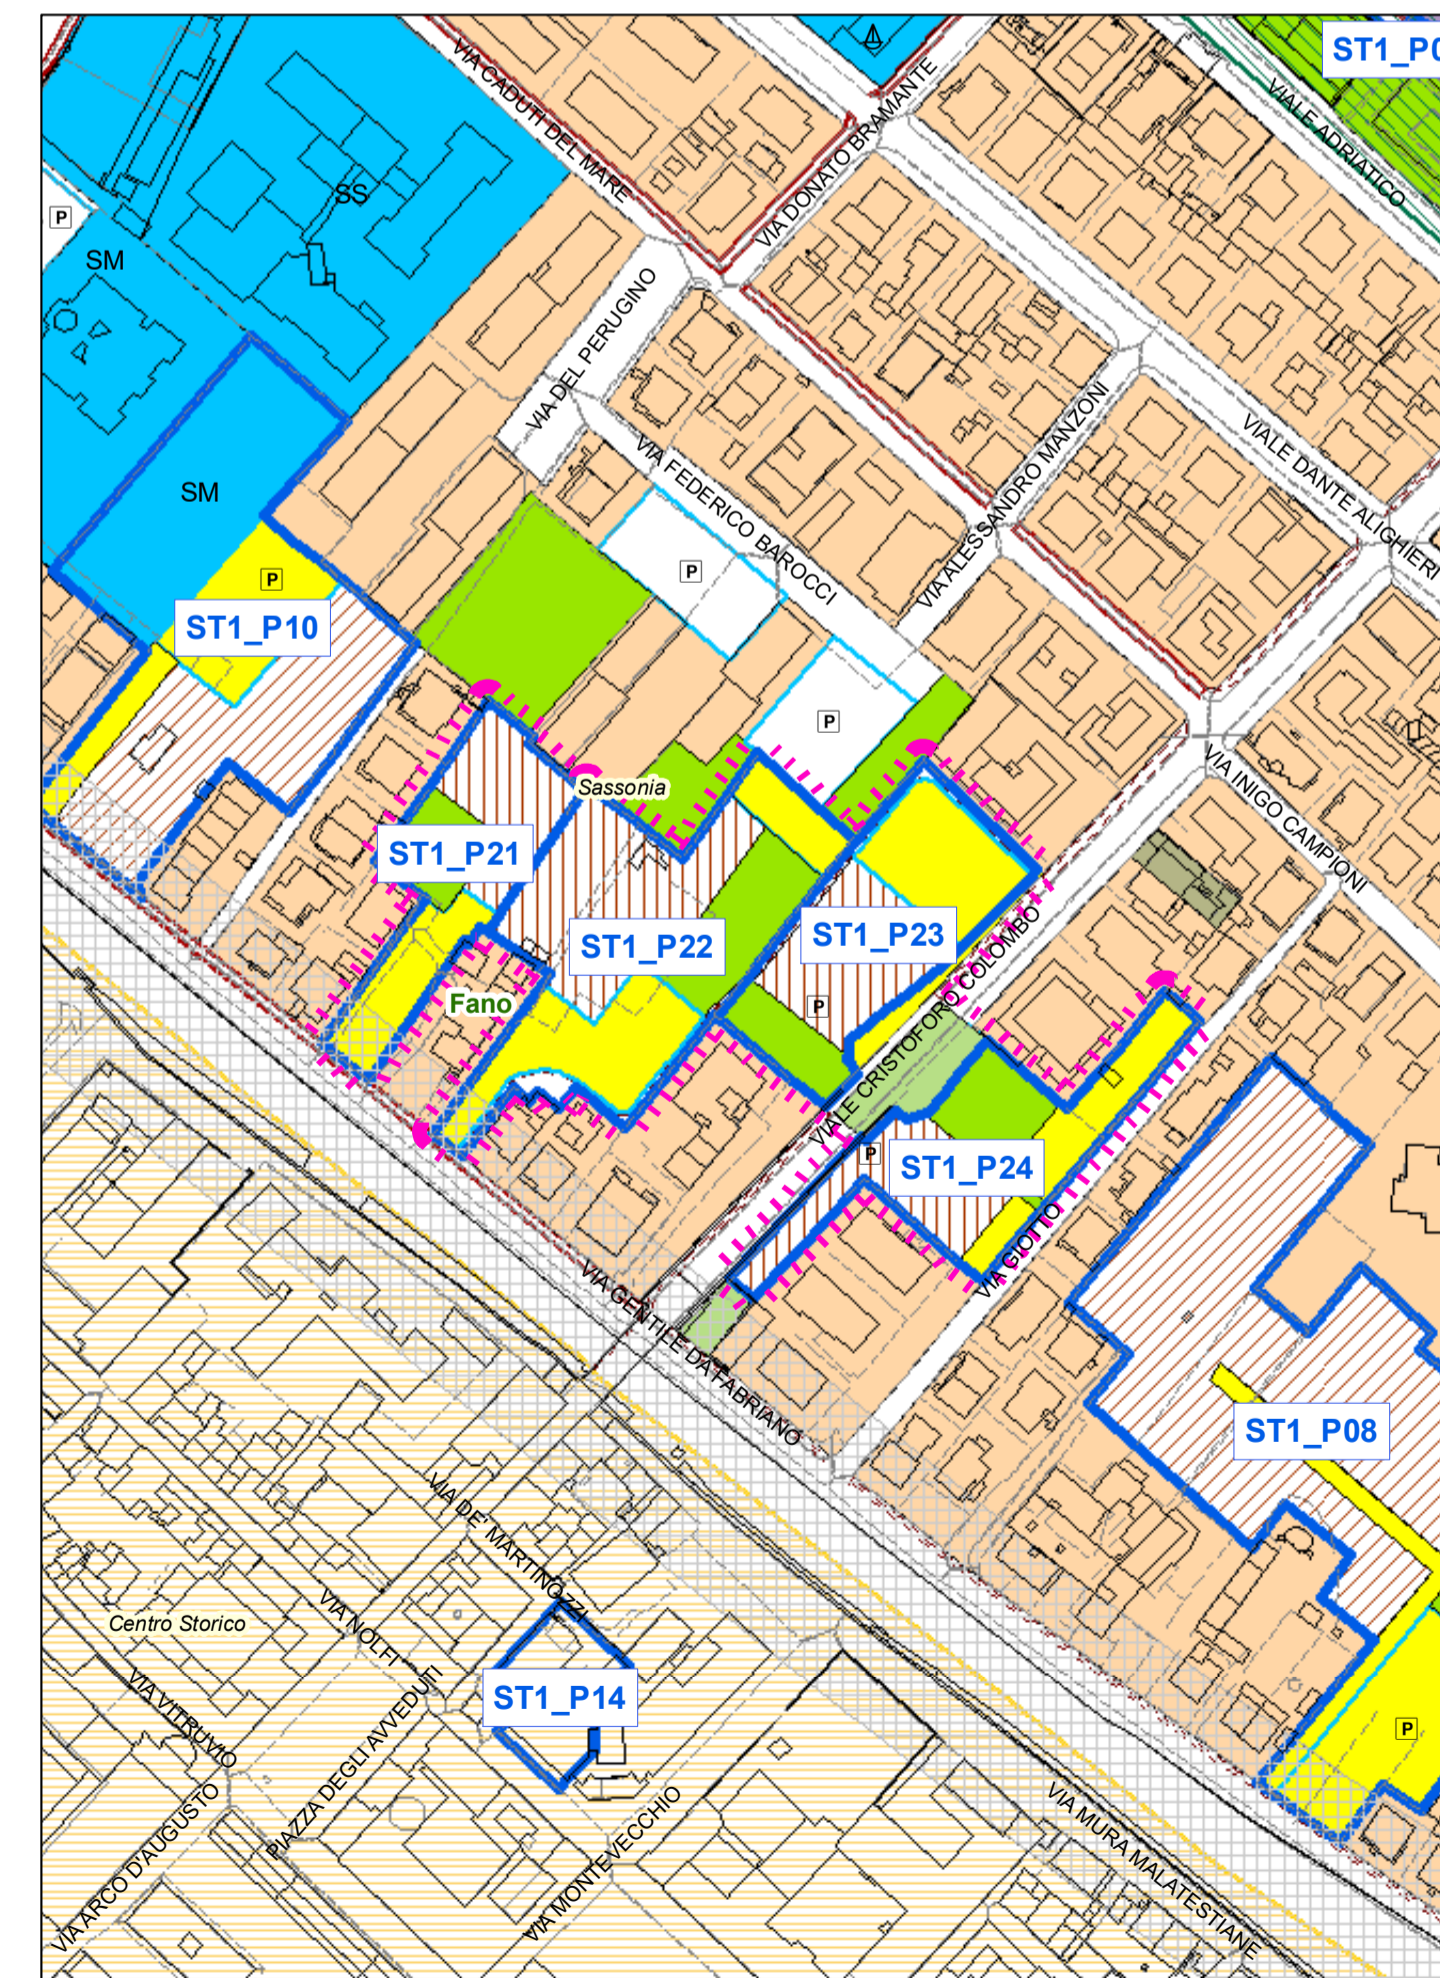 ST1_P0
VIA CADUTI DEL MARE
VIA DONATO BRAMANTE
VIALE ADRIATICO
SS
P
SM
VIA DEL PERUGINO
VIA FEDERICO BAROCCI
VIA ALESSANDRO MANZONI
VIALE DANTE ALIGHIERI
SM
P
P
ST1_P10
P
Sassonia
VIA INIGO CAMPIONI
ST1_P21
ST1_P22
ST1_P23
P
Fano
VIALE CRISTOFORO COLOMBO
P
ST1_P24
VIA GIOTTO
VIA GENTILE DA FABRIANO
ST1_P08
VIA DE' MARTINOZZI
Centro Storico
VIA NOLFI
VIA VITRUVIO
PIAZZA DEGLI AVVEDUTI
ST1_P14
P
VIA ARCO D'AUGUSTO
VIA MONTEVECCHIO
VIA MURA MALATESTIANE